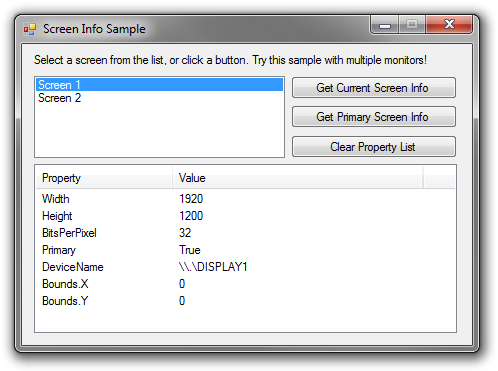 Screen Info Sample
Select a screen from the list, or click a button. Try this sample with multiple monitors!
Screen 1
Screen 2
Get Current Screen Info
Get Primary Screen Info
Clear Property List
Property Value
Width 1920
Height 1200
BitsPerPixel 32
Primary True
DeviceName \\.\DISPLAY1
Bounds.X 0
Bounds.Y 0